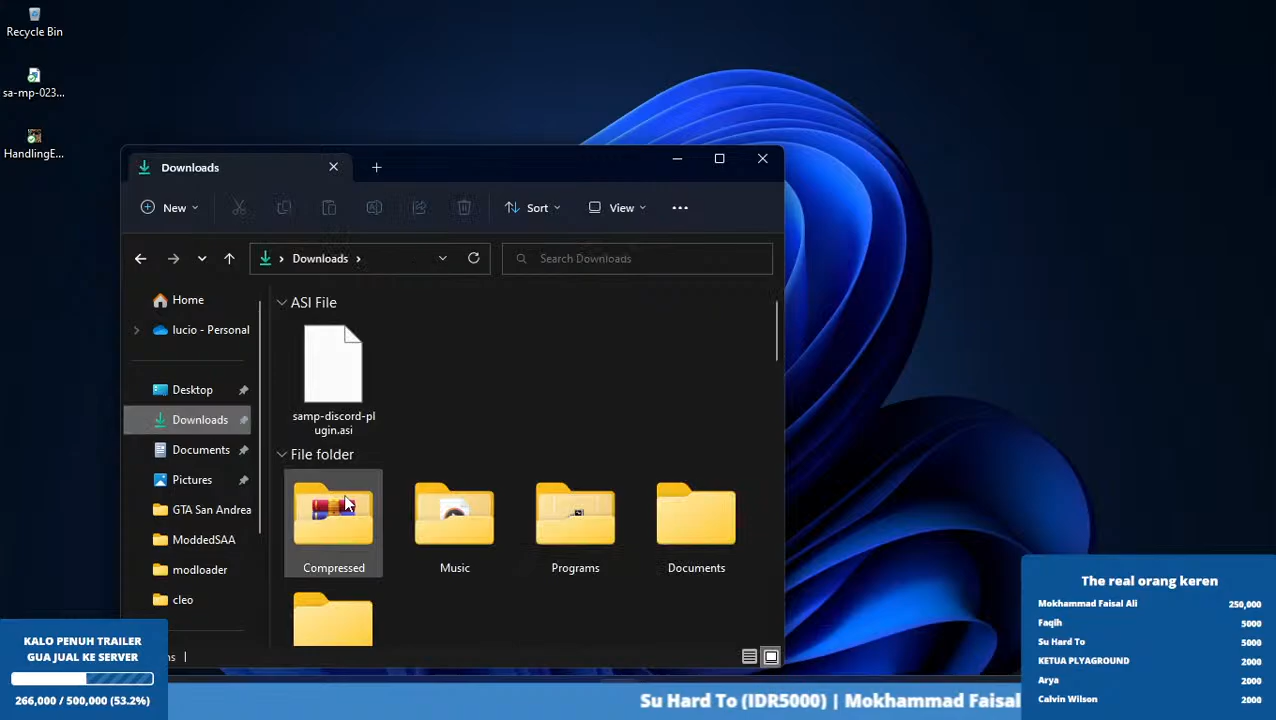 Recycle Bin
sa-mp-023...
HandlingE...
Downloads
New
Sort
View
Downloads
Search Downloads
Home
lucio - Personal
Desktop
Downloads
Documents
Pictures
GTA San Andrea
ModdedSAA
modloader
cleo
ASI File
samp-discord-pl
ugin.asi
File folder
Compressed
Music
Programs
Documents
KALO PENUH TRAILER
GUA JUAL KE SERVER
266,000 / 500,000 (53.2%)
The real orang keren
Mokhammad Faisal Ali 250,000
Faqih 5000
Su Hard To 5000
KETUA PLYAGROUND 2000
Arya 2000
Calvin Wilson 2000
Su Hard To (IDR5000) | Mokhammad Faisal